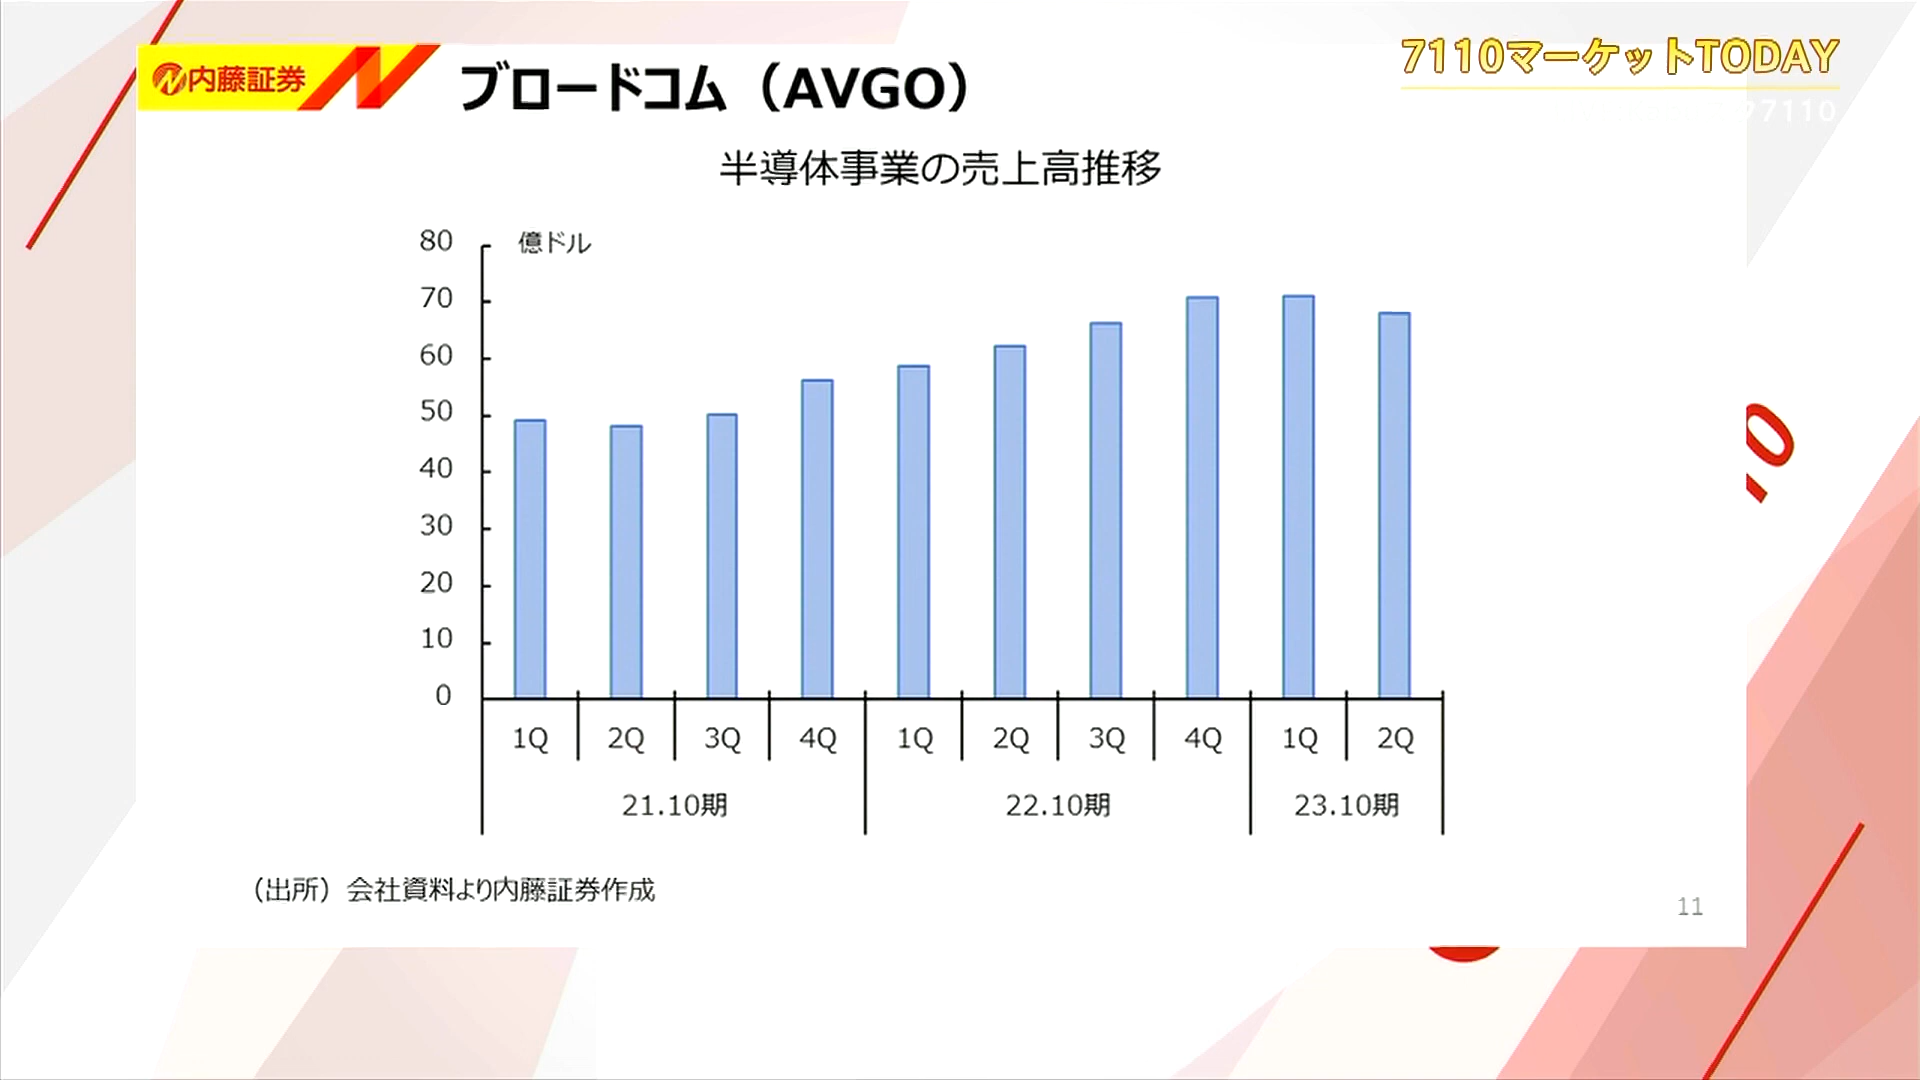 内藤証券
ブロードコム（AVGO）
7110マーケットTODAY
77110
半導体事業の売上高推移
億ドル
80
70
60
50
40
30
20
10
0
1Q 2Q 3Q 4Q 1Q 2Q 3Q 4Q 1Q 2Q
21.10期 22.10期 23.10期
（出所）会社資料より内藤証券作成
11